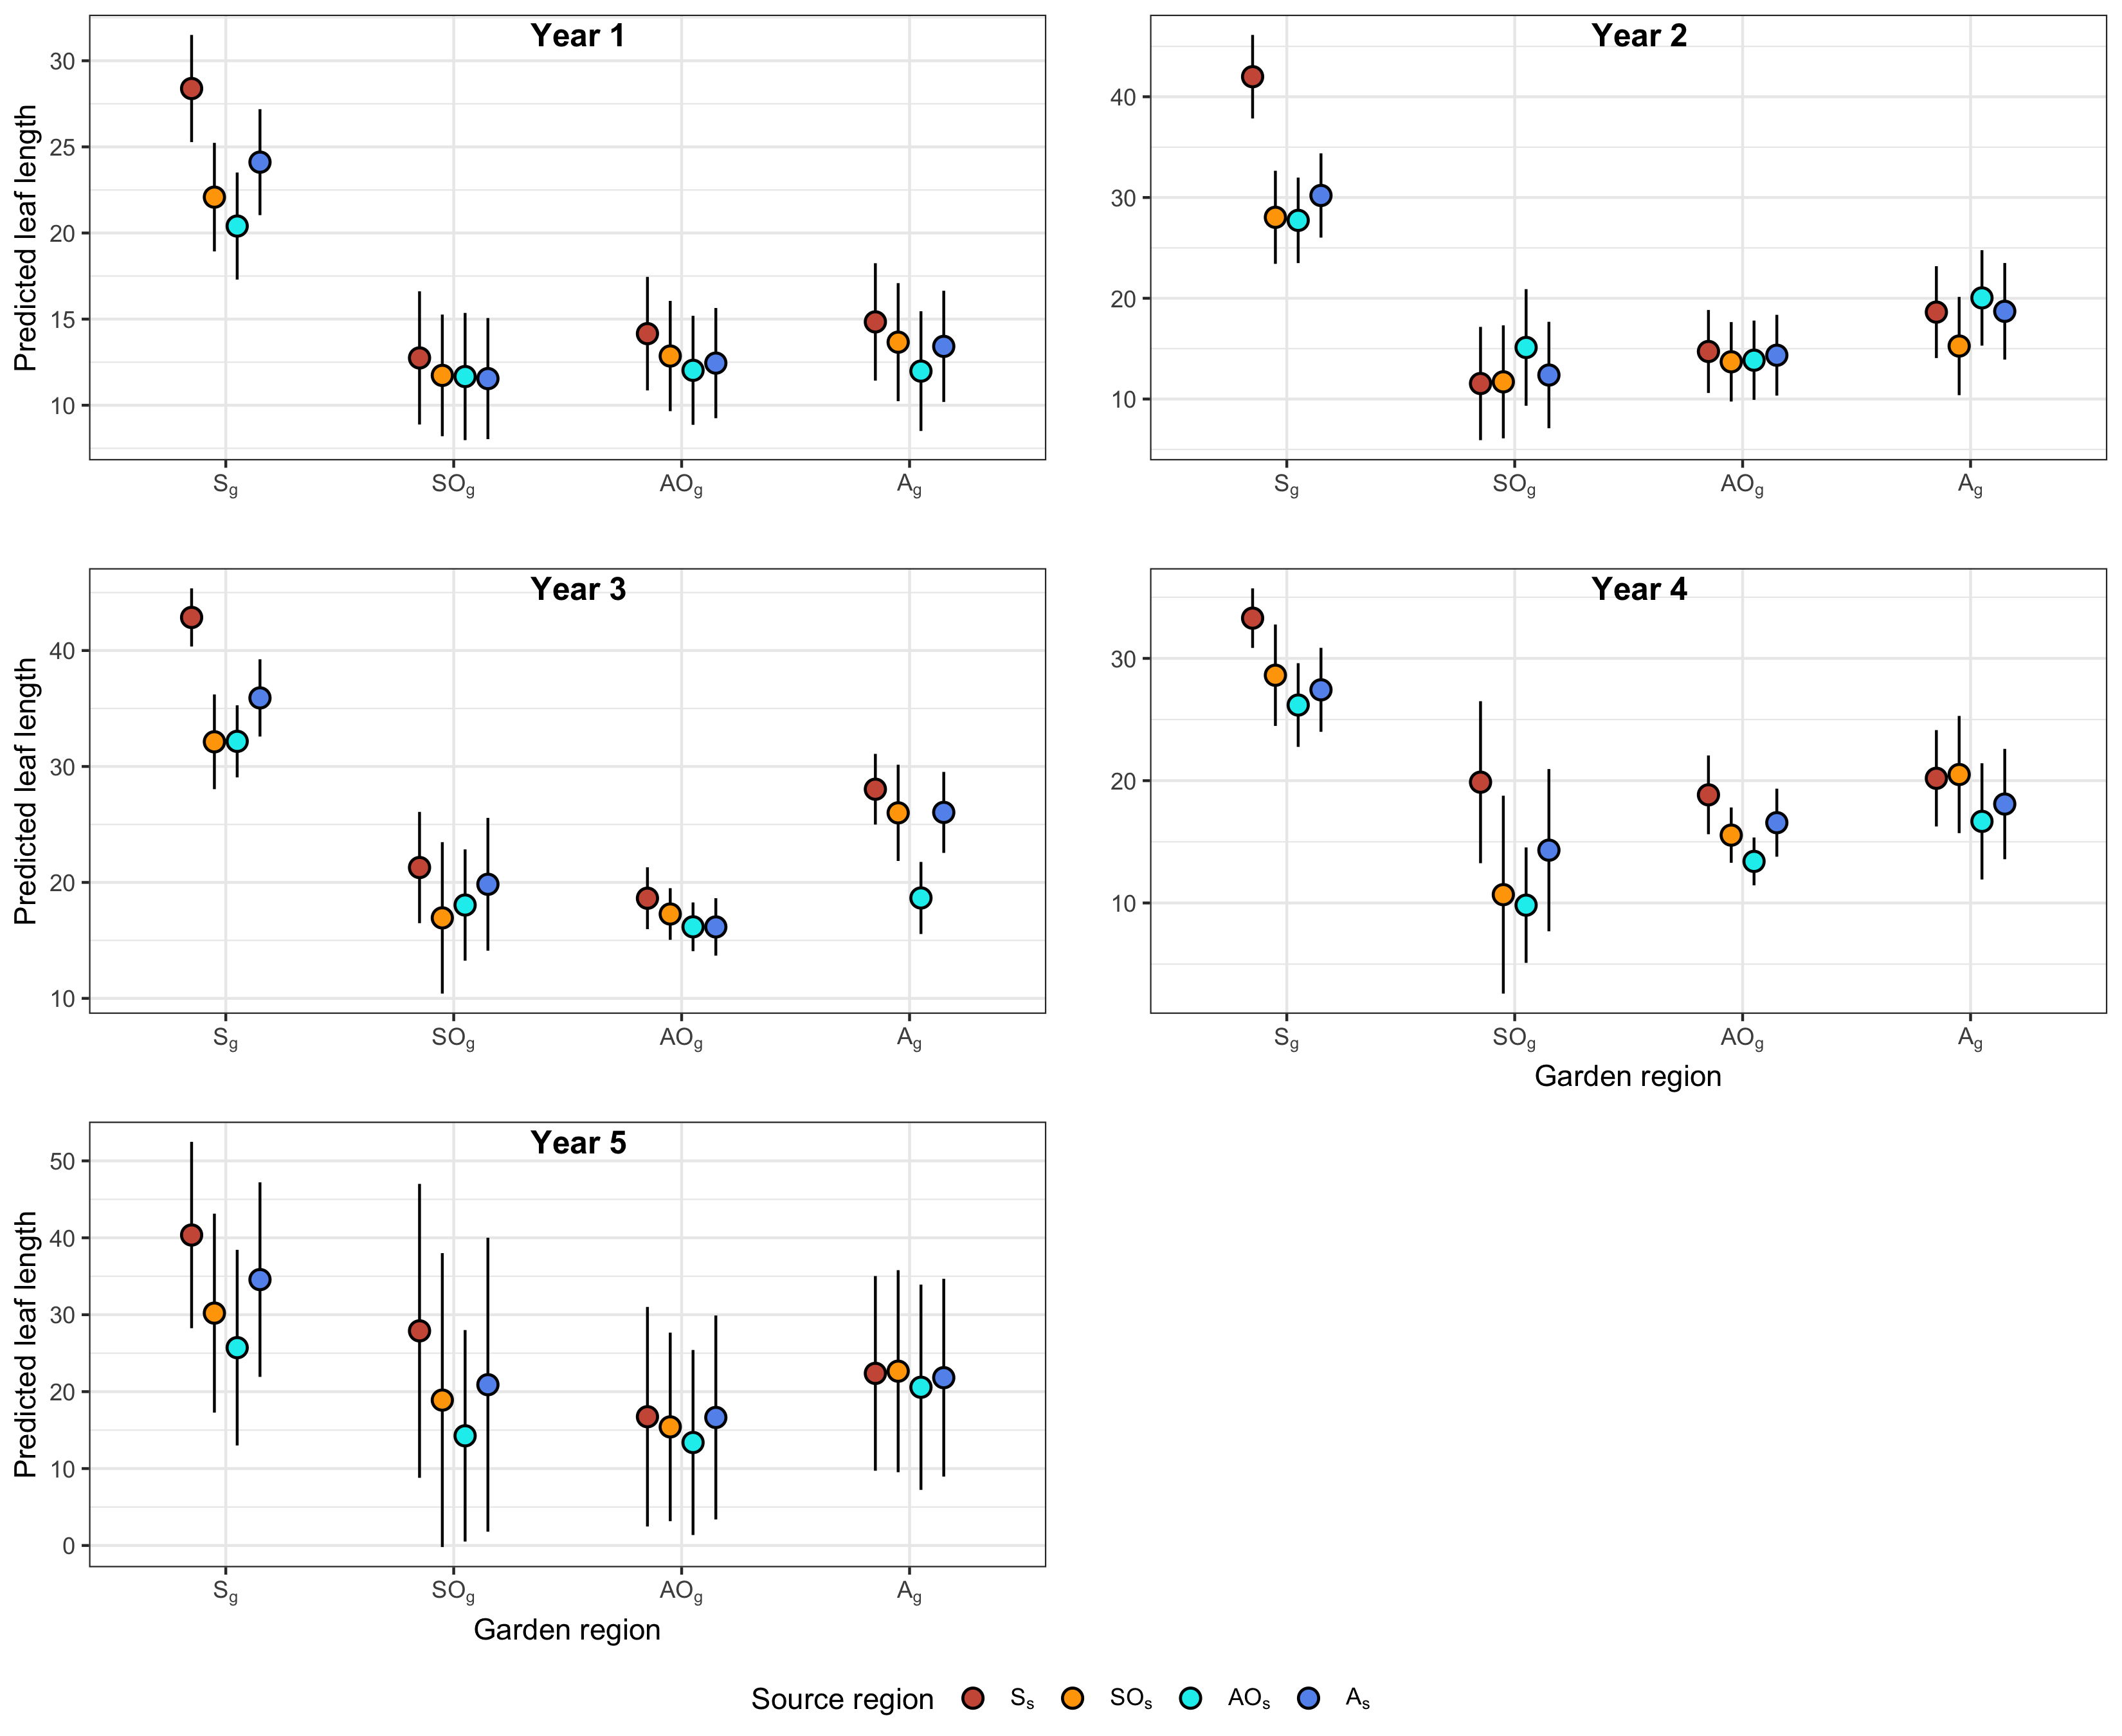 Year 1
Predicted leaf length
30
25
20
15
10
Sg SOg AOg Ag
Year 2
40
30
20
10
Sg SOg AOg Ag
Year 3
Predicted leaf length
40
30
20
10
Sg SOg AOg Ag
Year 4
30
20
10
Sg SOg AOg Ag
Garden region
Year 5
Predicted leaf length
50
40
30
20
10
0
Sg SOg AOg Ag
Garden region
Source region Ss SOs AOs As